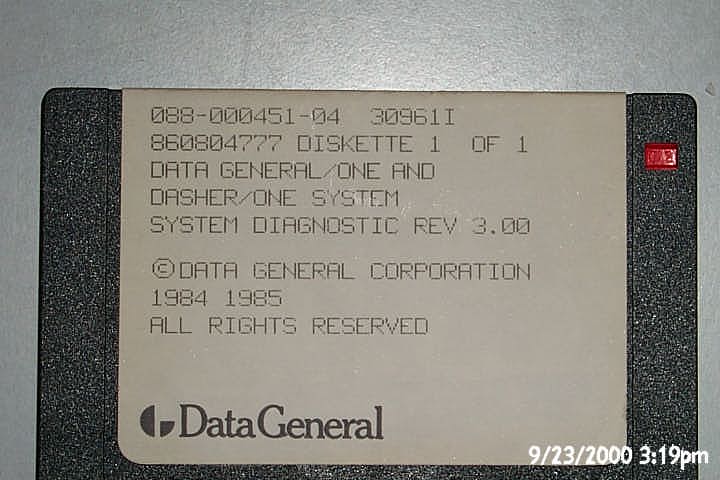 088-000451-04 30961I
860804777 DISKETTE 1 OF 1
DATA GENERAL/ONE AND
DASHER/ONE SYSTEM
SYSTEM DIAGNOSTIC REV 3.00
©DATA GENERAL CORPORATION
1984 1985
ALL RIGHTS RESERVED
DataGeneral
9/23/2000 3:19pm